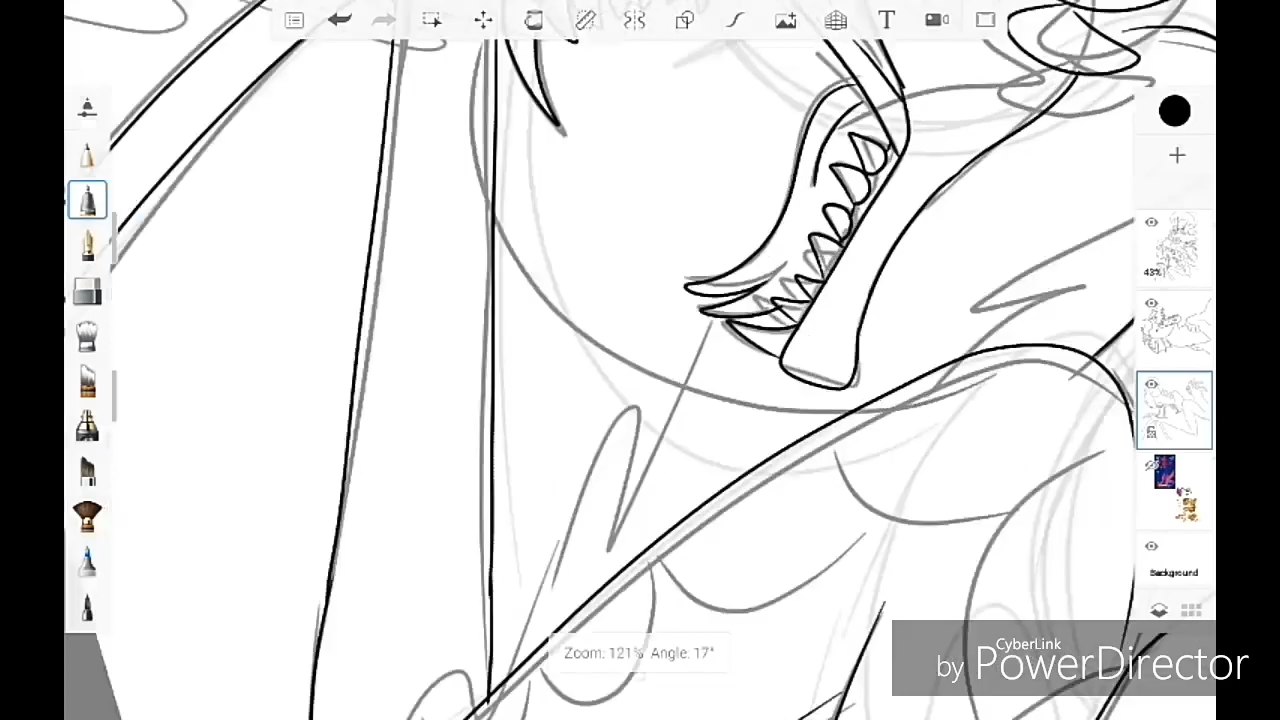 T
43%
Background
Zoom: 121% Angle: 17°
CyberLink
by PowerDirector